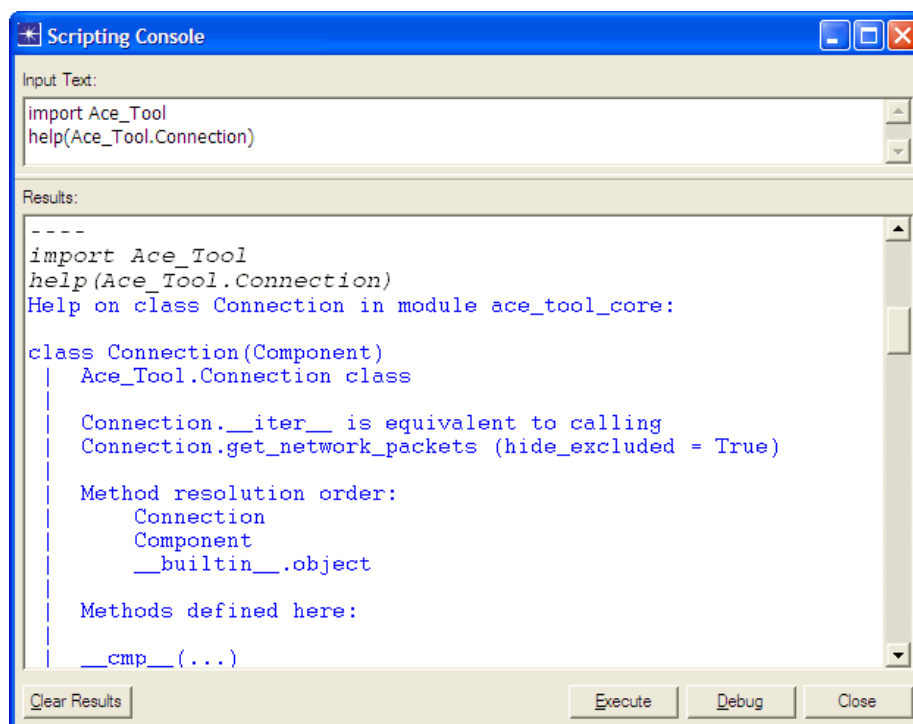 Scripting Console
Input Text:
import Ace_Tool
help(Ace_Tool.Connection)
Results:
----
import Ace_Tool
help(Ace_Tool.Connection)
Help on class Connection in module ace_tool_core:
class Connection(Component)
 |  Ace_Tool.Connection class
 |
 |  Connection.__iter__ is equivalent to calling
 |  Connection.get_network_packets (hide_excluded = True)
 |
 |  Method resolution order:
 |      Connection
 |      Component
 |      __builtin__.object
 |
 |  Methods defined here:
 |
 |  __cmp__(...)
Clear Results Execute Debug Close